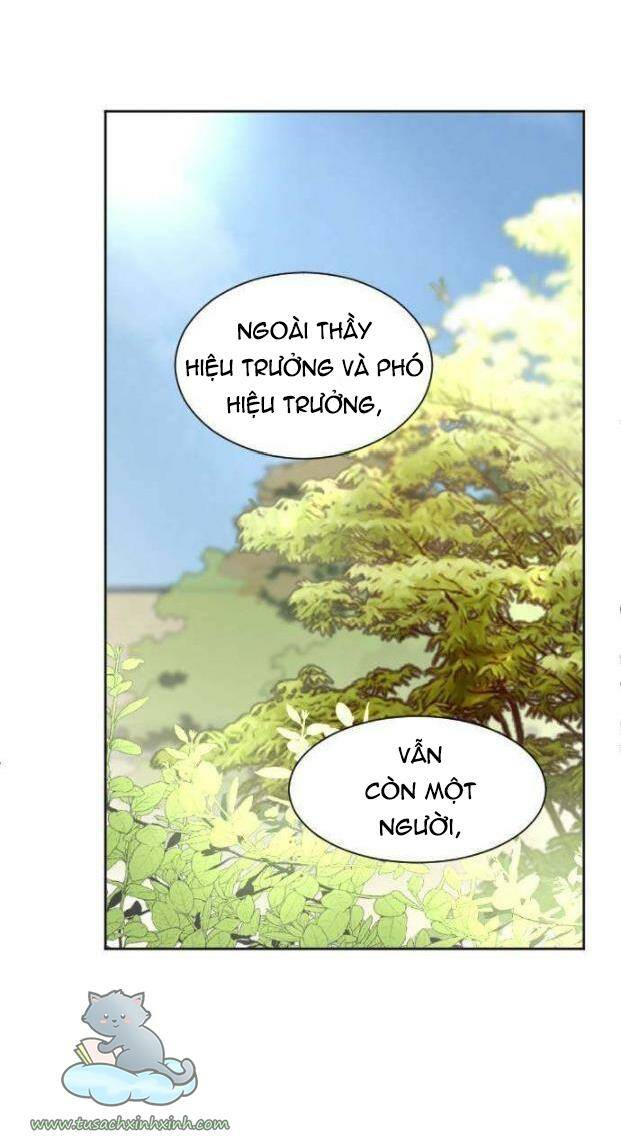 NGOÀI THẦY
HIỆU TRƯỞNG VÀ PHÓ
HIỆU TRƯỞNG,
VẪN
CÒN MỘT
NGƯỜI,
www.tusachxinhxinh.com